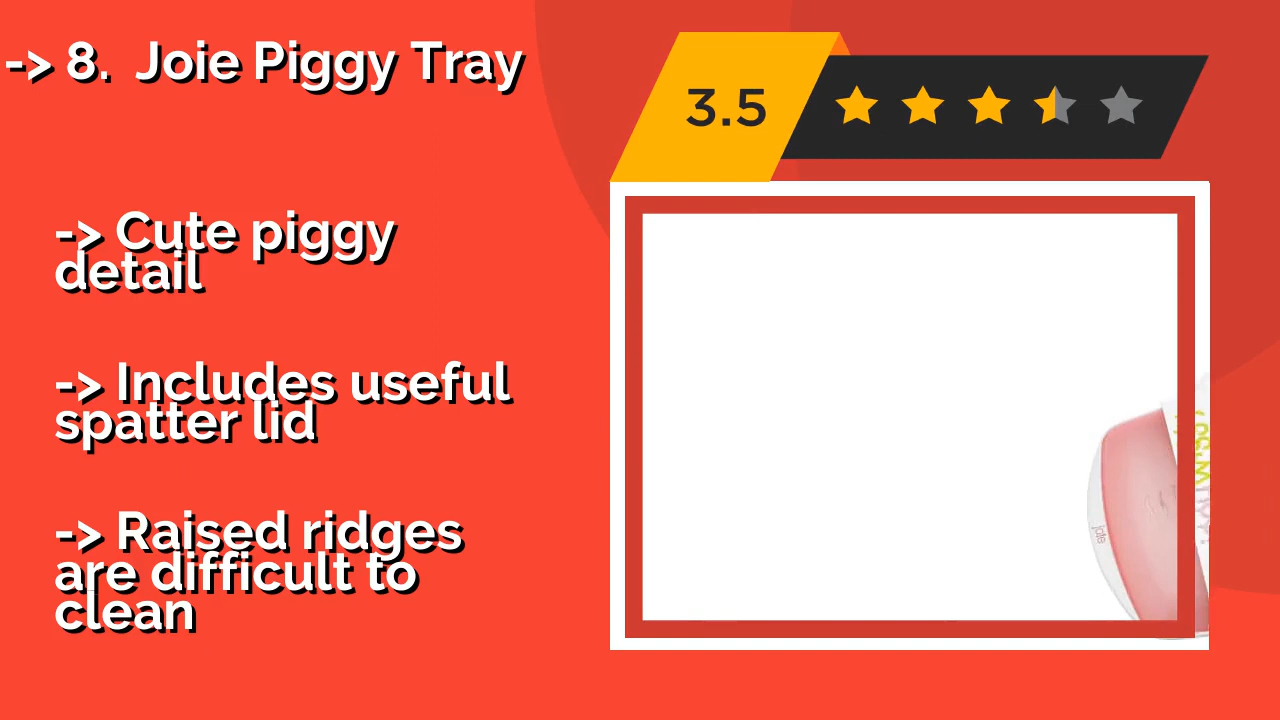 -> 8.  Joie Piggy Tray
3.5
-> Cute piggy
detail
-> Includes useful
spatter lid
-> Raised ridges
are difficult to
clean
joie